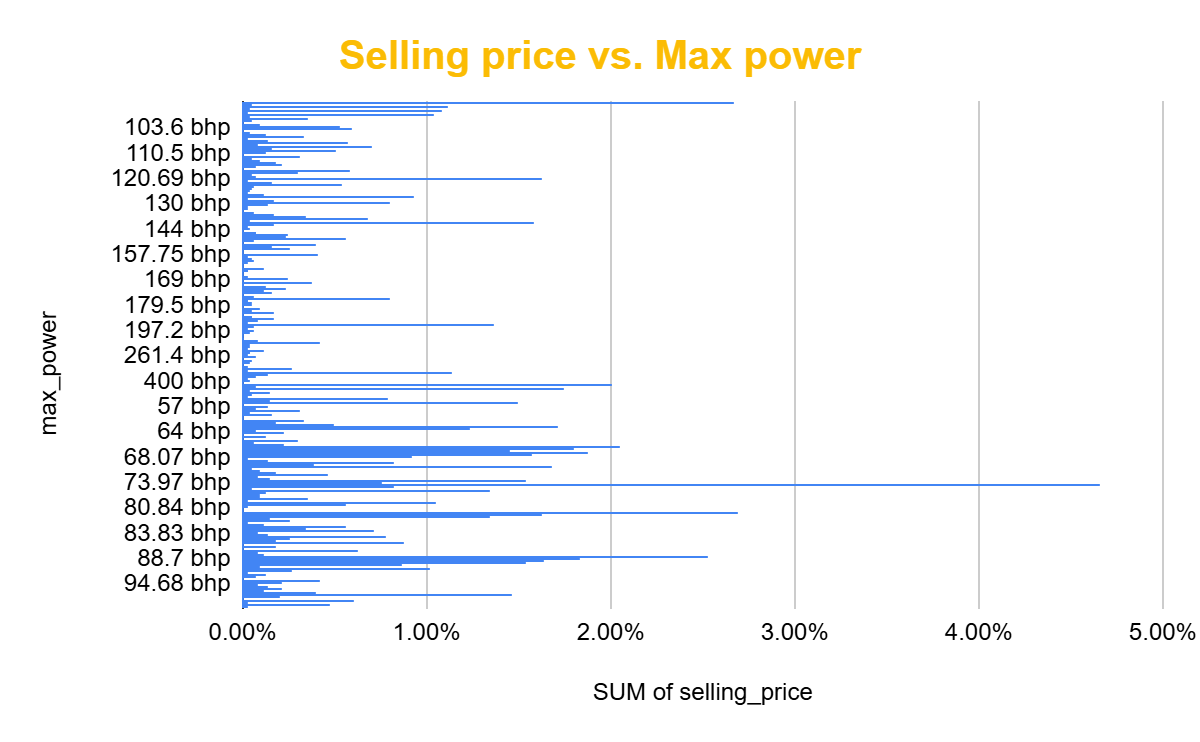 Selling price vs. Max power
max_power
103.6 bhp
110.5 bhp
120.69 bhp
130 bhp
144 bhp
157.75 bhp
169 bhp
179.5 bhp
197.2 bhp
261.4 bhp
400 bhp
57 bhp
64 bhp
68.07 bhp
73.97 bhp
80.84 bhp
83.83 bhp
88.7 bhp
94.68 bhp
0.00% 1.00% 2.00% 3.00% 4.00% 5.00%
SUM of selling_price